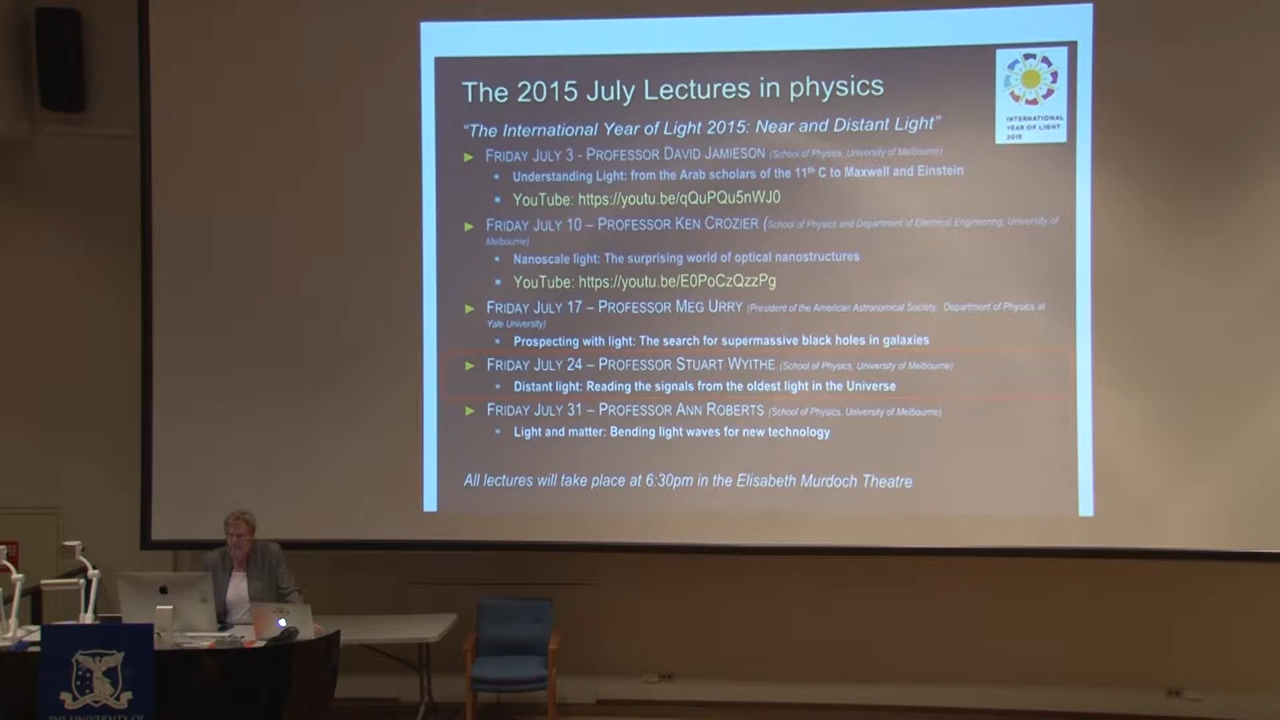 The 2015 July Lectures in physics
INTERNATIONAL
YEAR OF LIGHT
2015
"The International Year of Light 2015: Near and Distant Light"
FRIDAY JULY 3 - PROFESSOR DAVID JAMIESON (School of Physics, University of Melbourne)
Understanding Light: from the Arab scholars of the 11th C to Maxwell and Einstein
YouTube: https://youtu.be/qQuPQu5nWJ0
FRIDAY JULY 10 – PROFESSOR KEN CROZIER (School of Physics and Department of Electrical Engineering, University of
Melbourne)
Nanoscale light: The surprising world of optical nanostructures
YouTube: https://youtu.be/E0PoCzQzzPg
FRIDAY JULY 17 – PROFESSOR MEG URRY (President of the American Astronomical Society, Department of Physics at
Yale University)
Prospecting with light: The search for supermassive black holes in galaxies
FRIDAY JULY 24 – PROFESSOR STUART WYITHE (School of Physics, University of Melbourne)
Distant light: Reading the signals from the oldest light in the Universe
FRIDAY JULY 31 – PROFESSOR ANN ROBERTS (School of Physics, University of Melbourne)
Light and matter: Bending light waves for new technology
All lectures will take place at 6:30pm in the Elisabeth Murdoch Theatre
THE UNIVERSITY OF